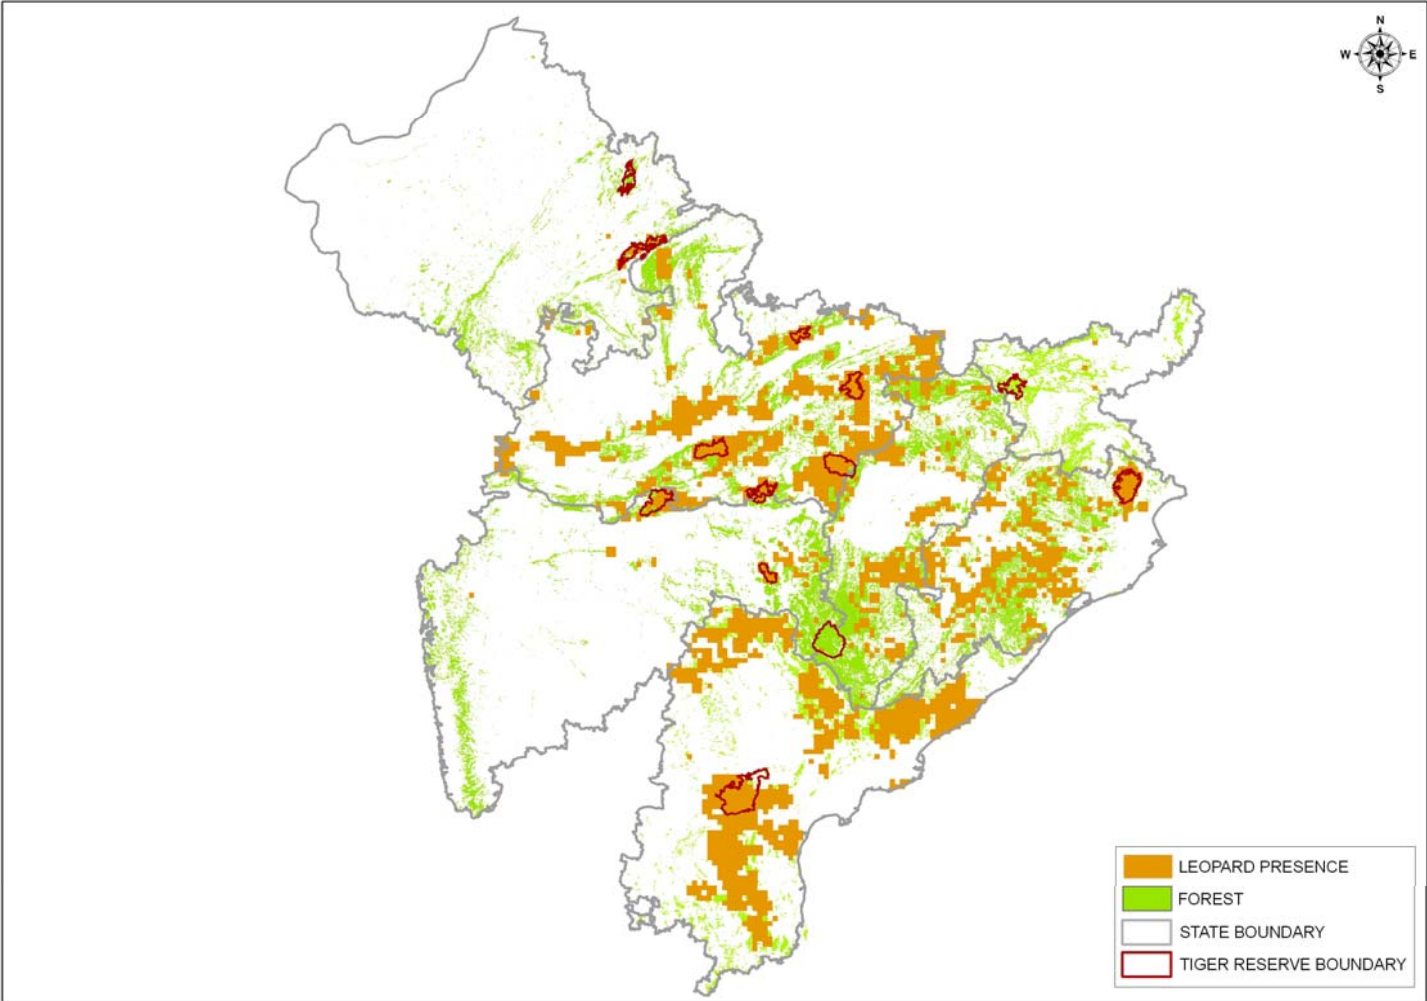 N
W E
S
LEOPARD PRESENCE
FOREST
STATE BOUNDARY
TIGER RESERVE BOUNDARY